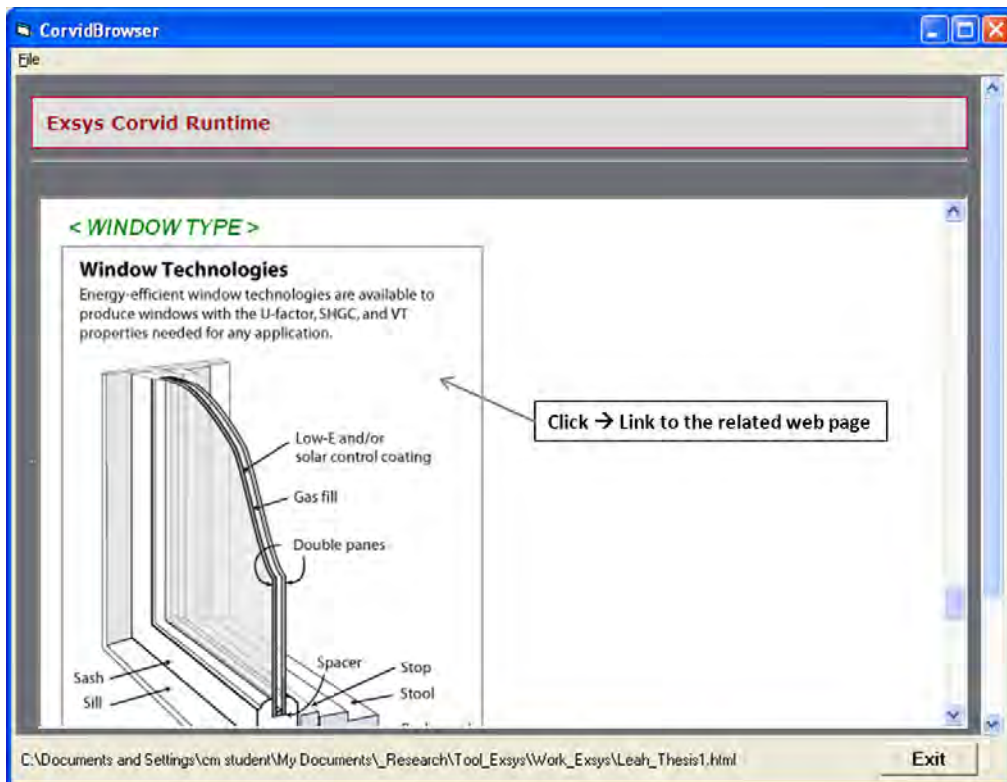 CorvidBrowser
File
Exsys Corvid Runtime
< WINDOW TYPE >
Window Technologies
Energy-efficient window technologies are available to
produce windows with the U-factor, SHGC, and VT
properties needed for any application.
Click → Link to the related web page
Low-E and/or
solar control coating
Gas fill
Double panes
Spacer
Stop
Sash
Stool
Sill
C:\Documents and Settings\cm student\My Documents\_Research\Tool_Exsys\Work_Exsys\Leah_Thesis1.html
Exit